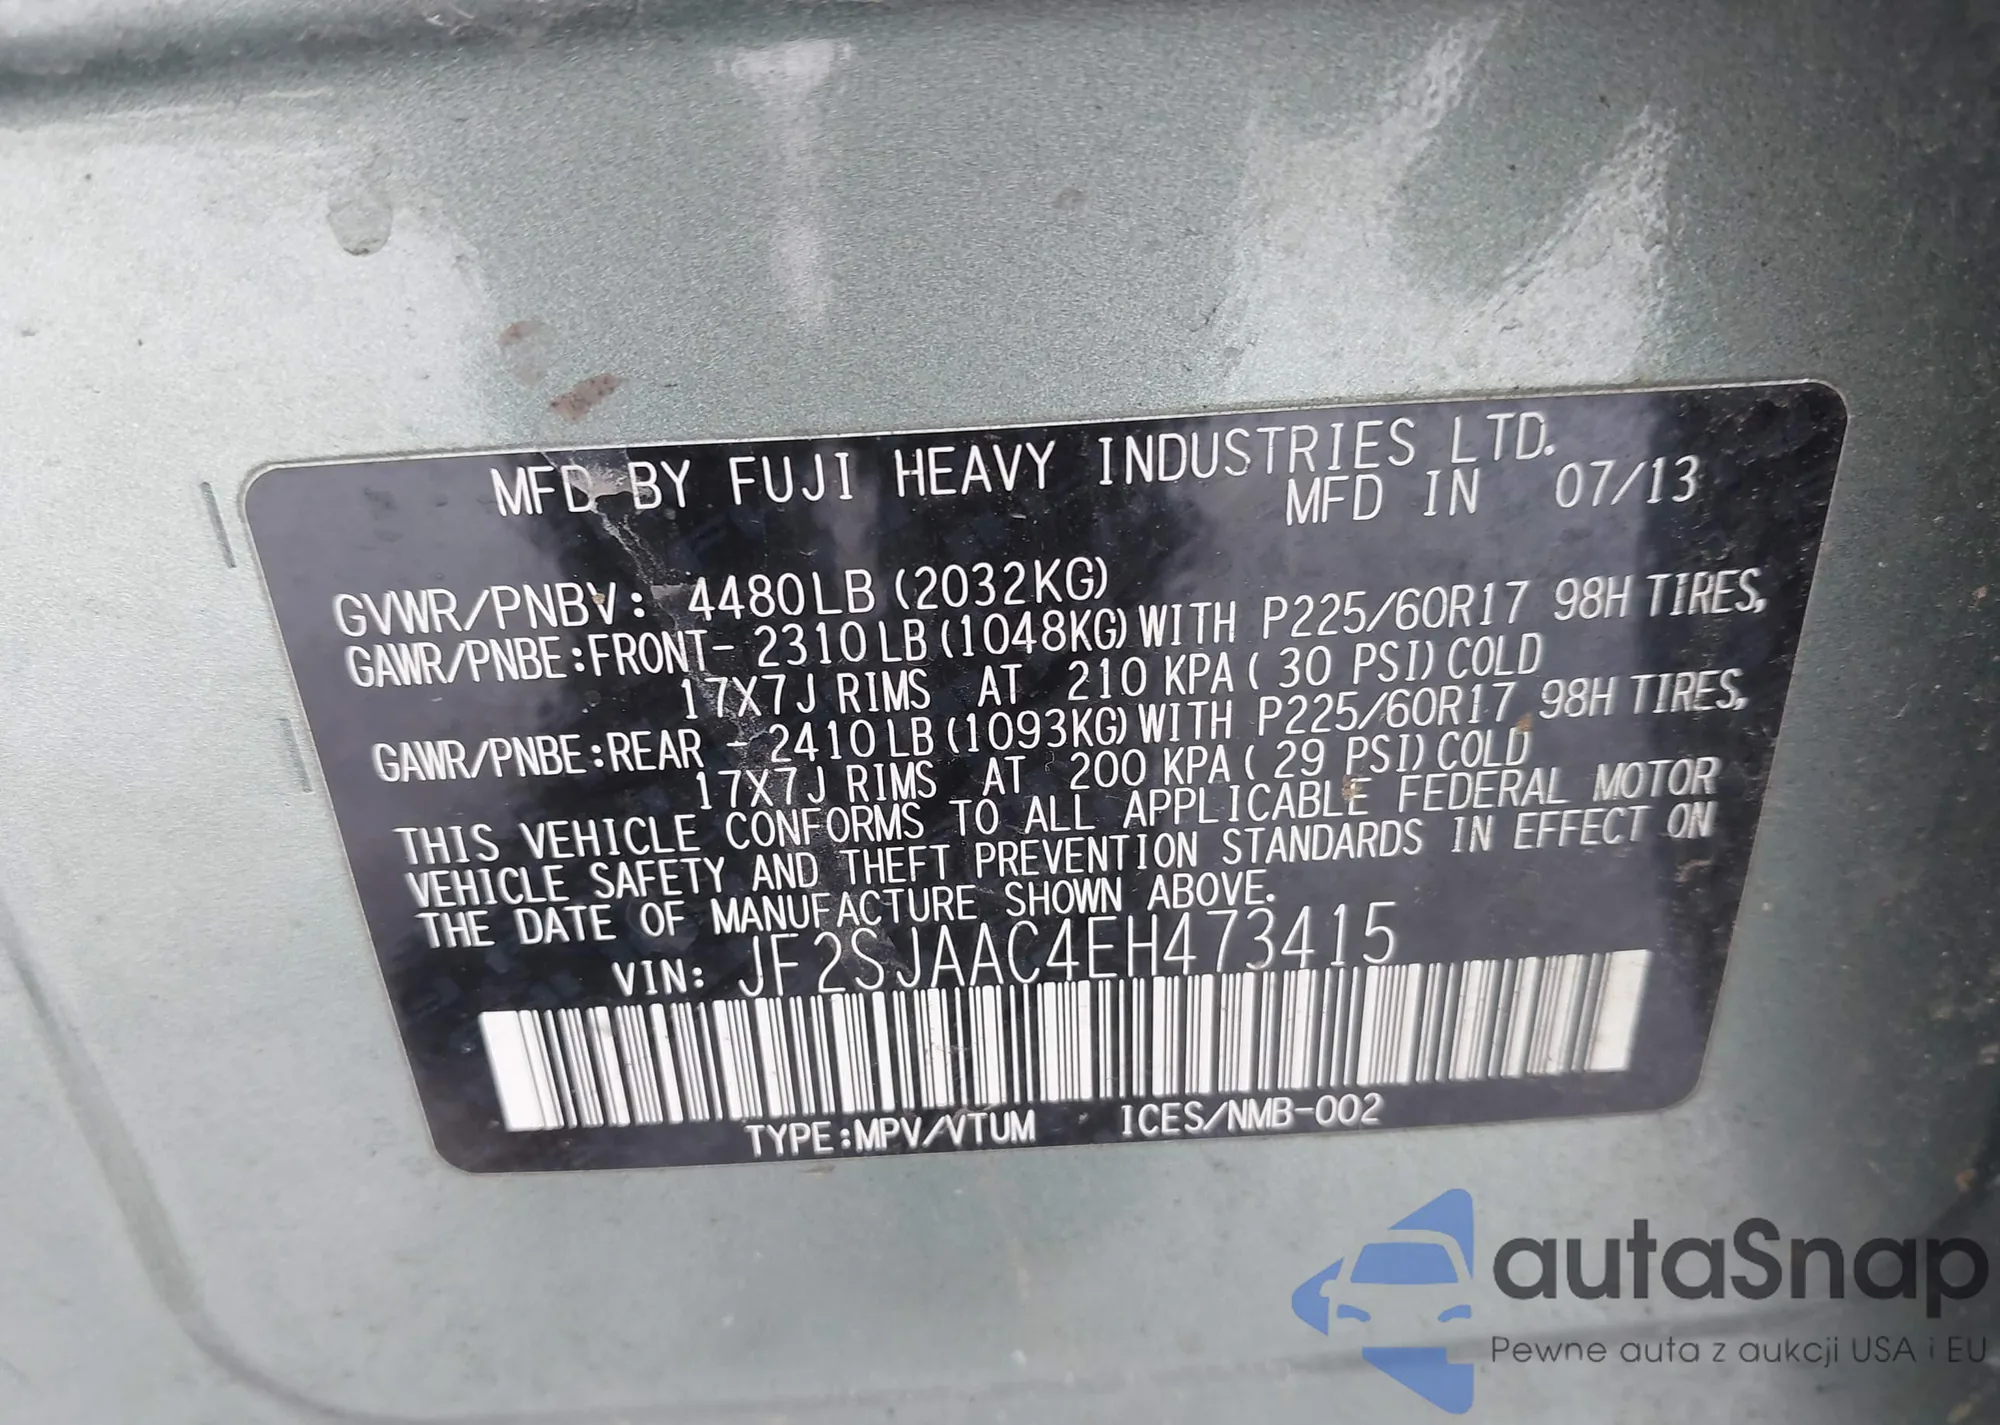 MFD BY FUJI HEAVY INDUSTRIES LTD.
MFD IN 07/13
GVWR/PNBV: 4480LB(2032KG)
GAWR/PNBE:FRONT- 2310LB(1048KG)WITH P225/60R17 98H TIRES,
17X7J RIMS AT 210 KPA( 30 PSI)COLD
GAWR/PNBE:REAR - 2410LB(1093KG)WITH P225/60R17 98H TIRES,
17X7J RIMS AT 200 KPA( 29 PSI)COLD
THIS VEHICLE CONFORMS TO ALL APPLICABLE FEDERAL MOTOR
VEHICLE SAFETY AND THEFT PREVENTION STANDARDS IN EFFECT ON
THE DATE OF MANUFACTURE SHOWN ABOVE.
VIN: JF2SJAAC4EH473415
TYPE:MPV/VTUM ICES/NMB-002
autaSnap
Pewne auta z aukcji USA i EU